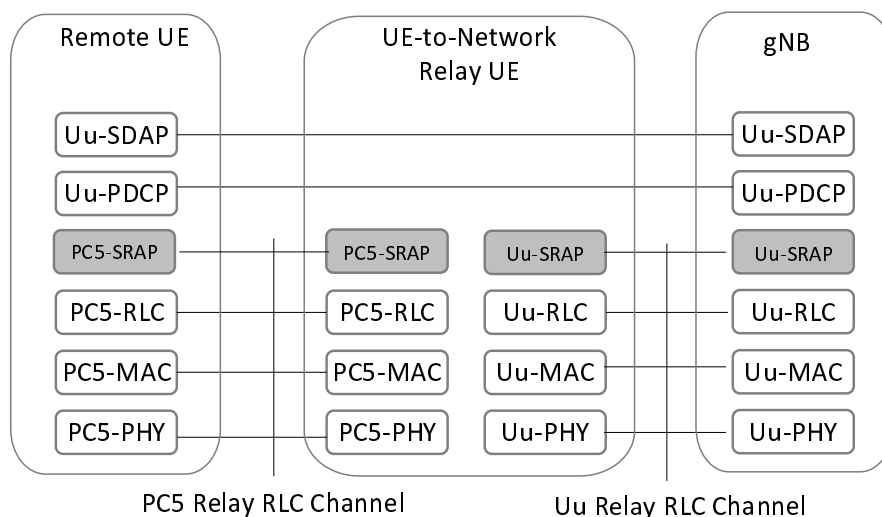 Remote UE
UE-to-Network
Relay UE
gNB
Uu-SDAP
Uu-SDAP
Uu-PDCP
Uu-PDCP
PC5-SRAP
PC5-SRAP
Uu-SRAP
Uu-SRAP
PC5-RLC
PC5-RLC
Uu-RLC
Uu-RLC
PC5-MAC
PC5-MAC
Uu-MAC
Uu-MAC
PC5-PHY
PC5-PHY
Uu-PHY
Uu-PHY
PC5 Relay RLC Channel
Uu Relay RLC Channel